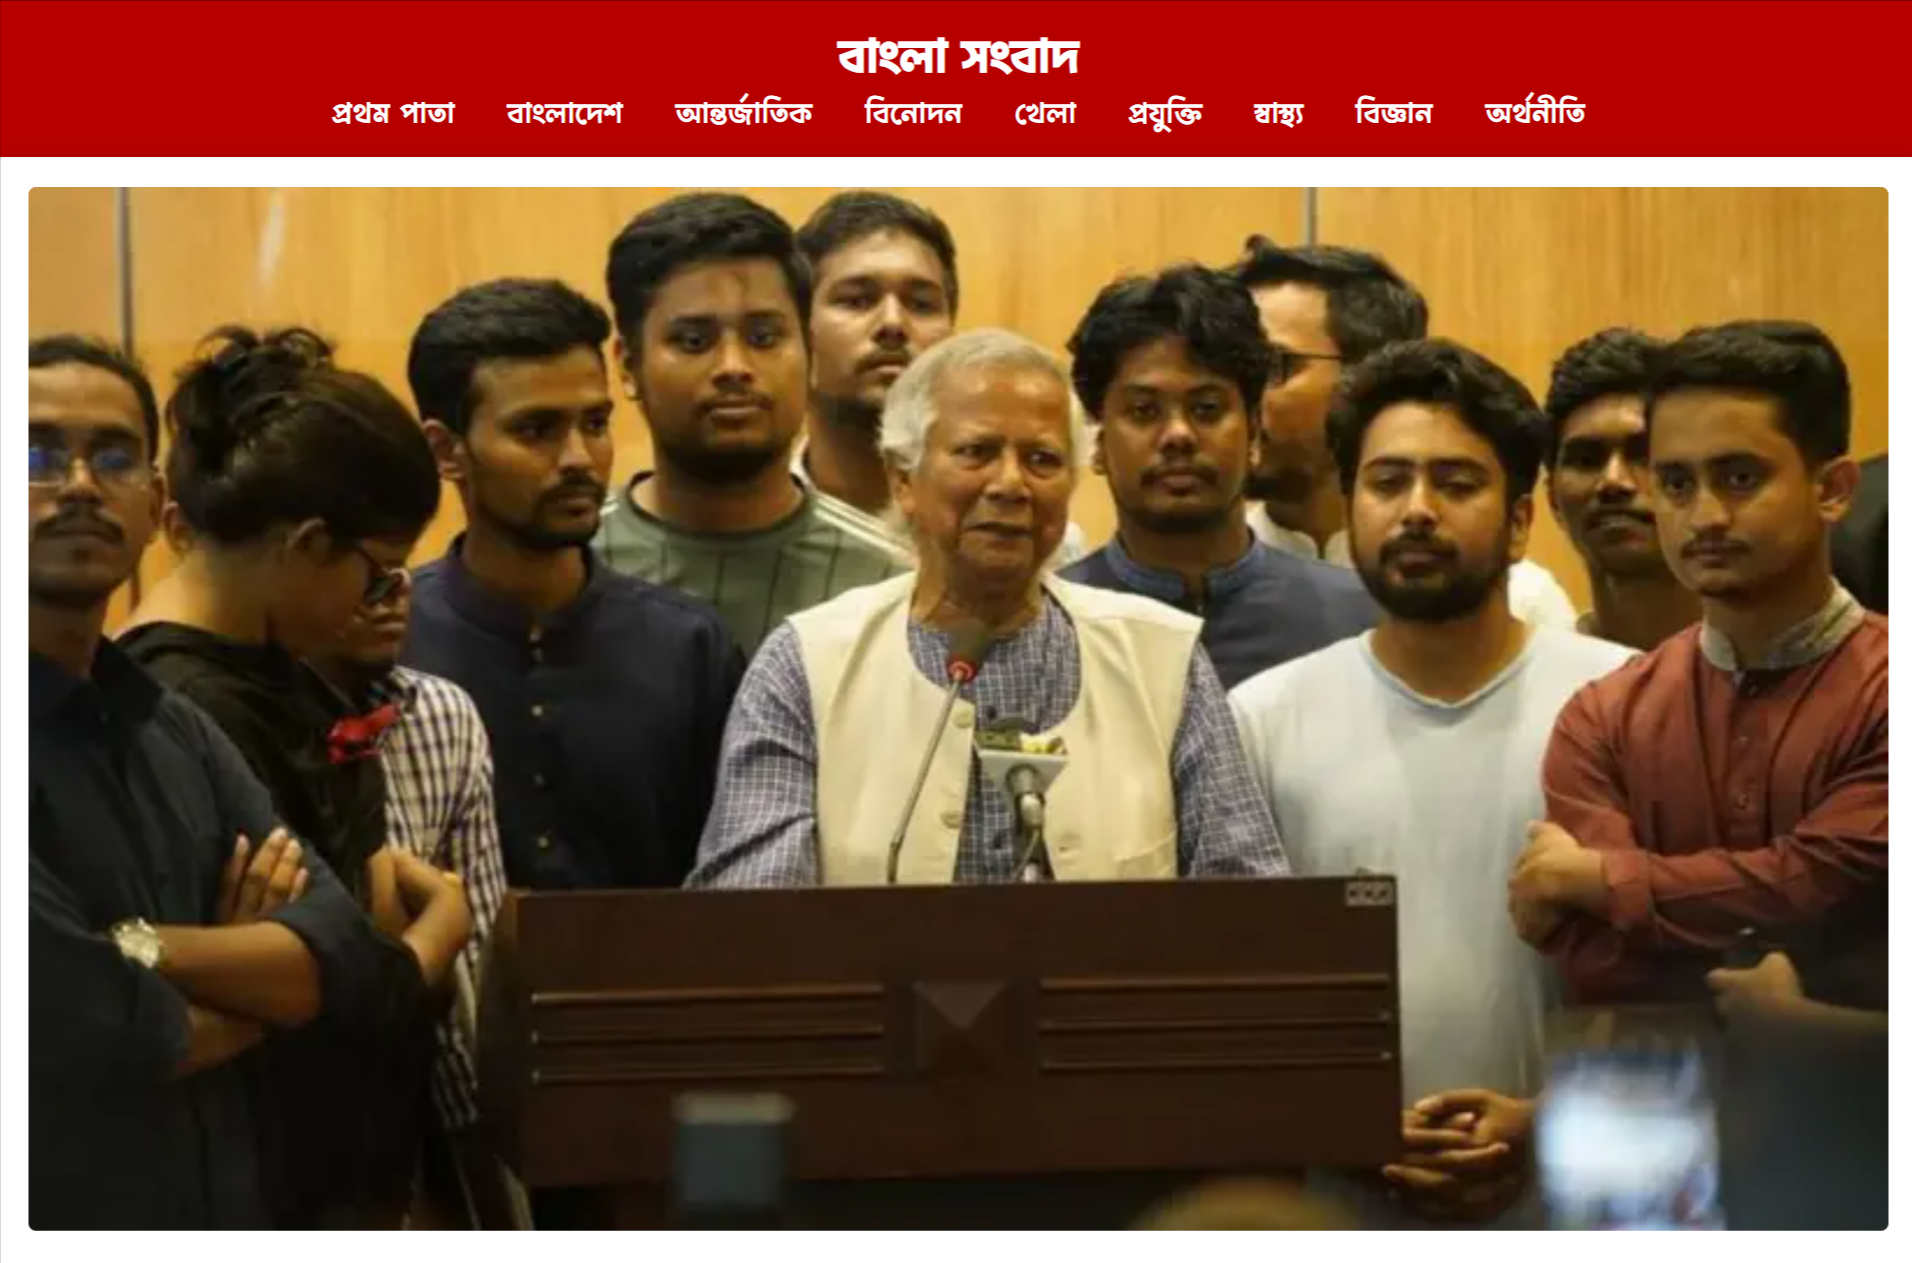 বাংলা সংবাদ
প্রথম পাতা বাংলাদেশ আন্তর্জাতিক বিনোদন খেলা প্রযুক্তি স্বাস্থ্য বিজ্ঞান অর্থনীতি